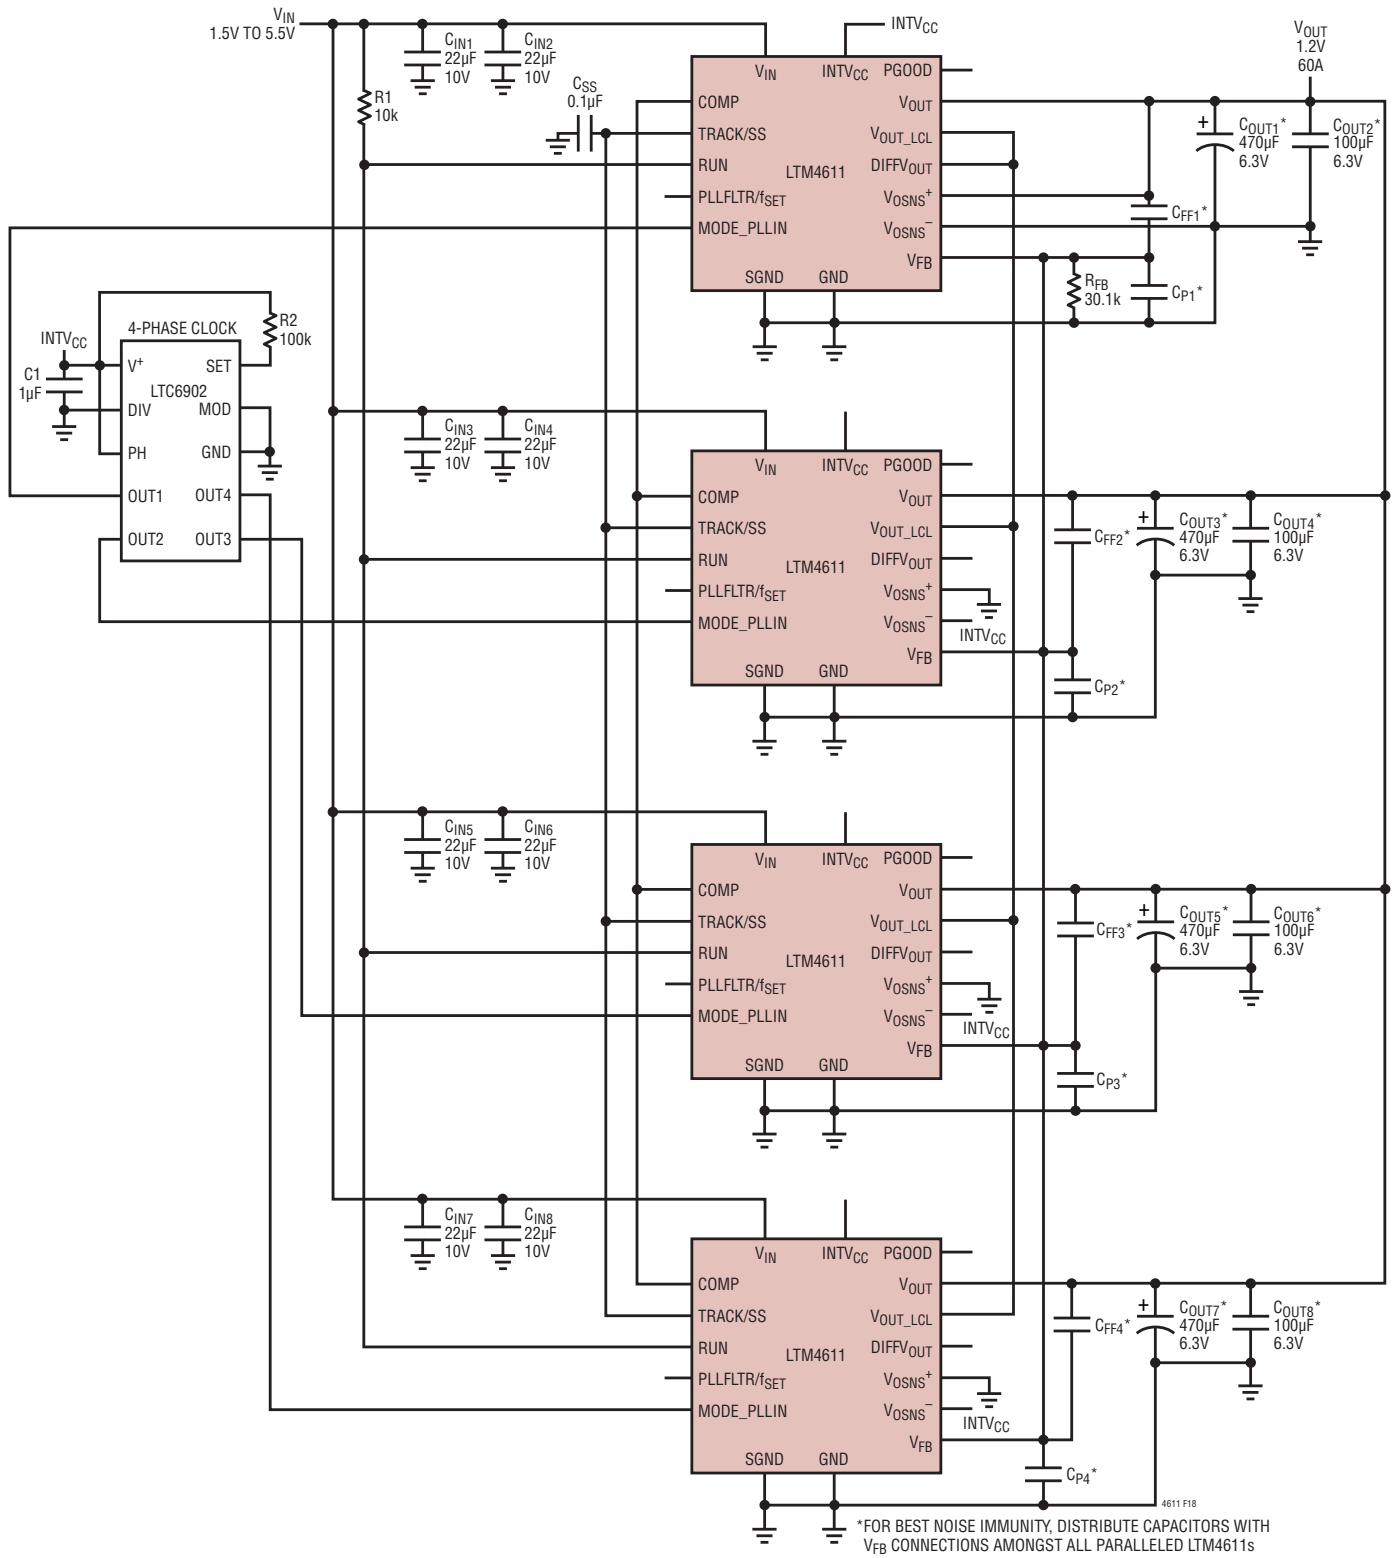 VIN
1.5V TO 5.5V
CIN1
22µF
10V
CIN2
22µF
10V
INTVCC
VOUT
1.2V
60A
R1
10k
CSS
0.1µF
VIN
INTVCC
PGOOD
COMP
VOUT
TRACK/SS
VOUT_LCL
RUN
LTM4611
DIFFVOUT
PLLFLTR/fSET
VOSNS+
MODE_PLLIN
VOSNS–
VFB
SGND
GND
COUT1*
470µF
6.3V
+
COUT2*
100µF
6.3V
CFF1*
RFB
30.1k
CP1*
4-PHASE CLOCK
R2
100k
INTVCC
C1
1µF
V+
SET
LTC6902
DIV
MOD
PH
GND
OUT1
OUT4
OUT2
OUT3
CIN3
22µF
10V
CIN4
22µF
10V
VIN
INTVCC
PGOOD
COMP
VOUT
TRACK/SS
VOUT_LCL
RUN
LTM4611
DIFFVOUT
PLLFLTR/fSET
VOSNS+
MODE_PLLIN
VOSNS–
INTVCC
VFB
SGND
GND
CFF2*
+
COUT3*
470µF
6.3V
COUT4*
100µF
6.3V
CP2*
CIN5
22µF
10V
CIN6
22µF
10V
VIN
INTVCC
PGOOD
COMP
VOUT
TRACK/SS
VOUT_LCL
RUN
LTM4611
DIFFVOUT
PLLFLTR/fSET
VOSNS+
MODE_PLLIN
VOSNS–
INTVCC
VFB
SGND
GND
CFF3*
+
COUT5*
470µF
6.3V
COUT6*
100µF
6.3V
CP3*
CIN7
22µF
10V
CIN8
22µF
10V
VIN
INTVCC
PGOOD
COMP
VOUT
TRACK/SS
VOUT_LCL
RUN
LTM4611
DIFFVOUT
PLLFLTR/fSET
VOSNS+
MODE_PLLIN
VOSNS–
INTVCC
VFB
SGND
GND
CFF4*
+
COUT7*
470µF
6.3V
COUT8*
100µF
6.3V
CP4*
4611 F18
*FOR BEST NOISE IMMUNITY, DISTRIBUTE CAPACITORS WITH
VFB CONNECTIONS AMONGST ALL PARALLELED LTM4611s